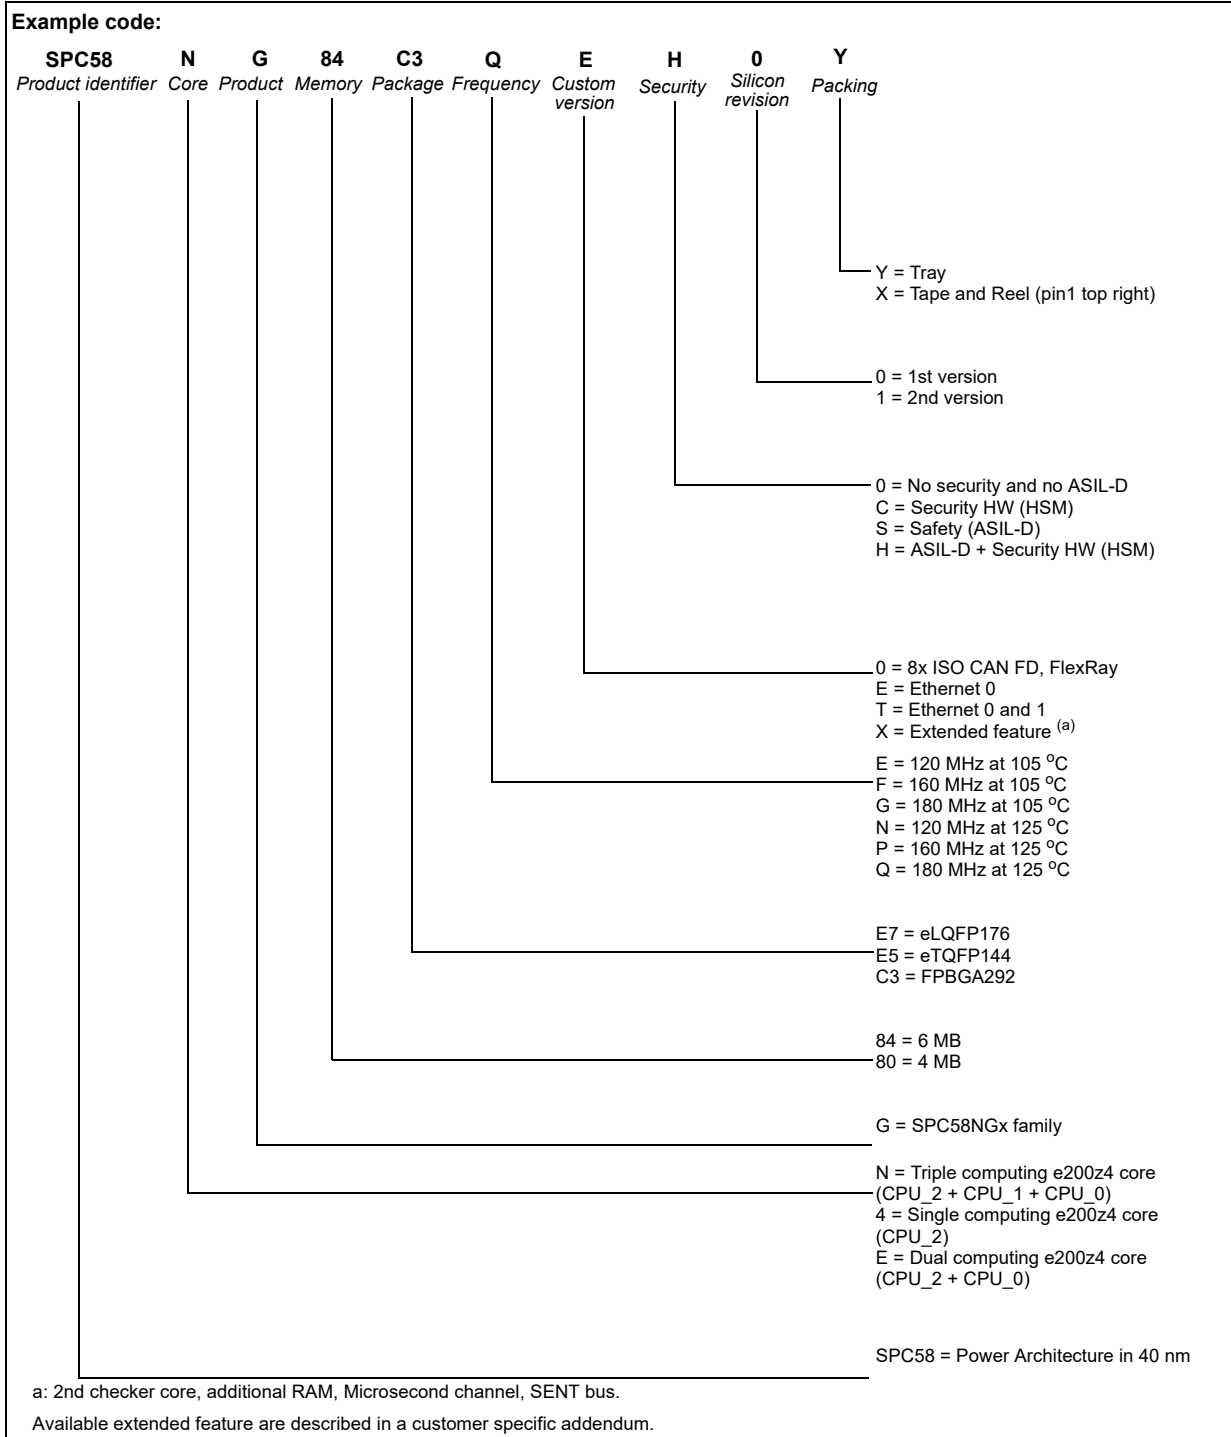 Example code:
SPC58 N G 84 C3 Q E H 0 Y
Product identifier Core Product Memory Package Frequency Custom version Security Silicon revision Packing
Y = Tray
X = Tape and Reel (pin1 top right)
0 = 1st version
1 = 2nd version
0 = No security and no ASIL-D
C = Security HW (HSM)
S = Safety (ASIL-D)
H = ASIL-D + Security HW (HSM)
0 = 8x ISO CAN FD, FlexRay
E = Ethernet 0
T = Ethernet 0 and 1
X = Extended feature (a)
E = 120 MHz at 105 oC
F = 160 MHz at 105 oC
G = 180 MHz at 105 oC
N = 120 MHz at 125 oC
P = 160 MHz at 125 oC
Q = 180 MHz at 125 oC
E7 = eLQFP176
E5 = eTQFP144
C3 = FPBGA292
84 = 6 MB
80 = 4 MB
G = SPC58NGx family
N = Triple computing e200z4 core
(CPU_2 + CPU_1 + CPU_0)
4 = Single computing e200z4 core
(CPU_2)
E = Dual computing e200z4 core
(CPU_2 + CPU_0)
SPC58 = Power Architecture in 40 nm
a: 2nd checker core, additional RAM, Microsecond channel, SENT bus.
Available extended feature are described in a customer specific addendum.